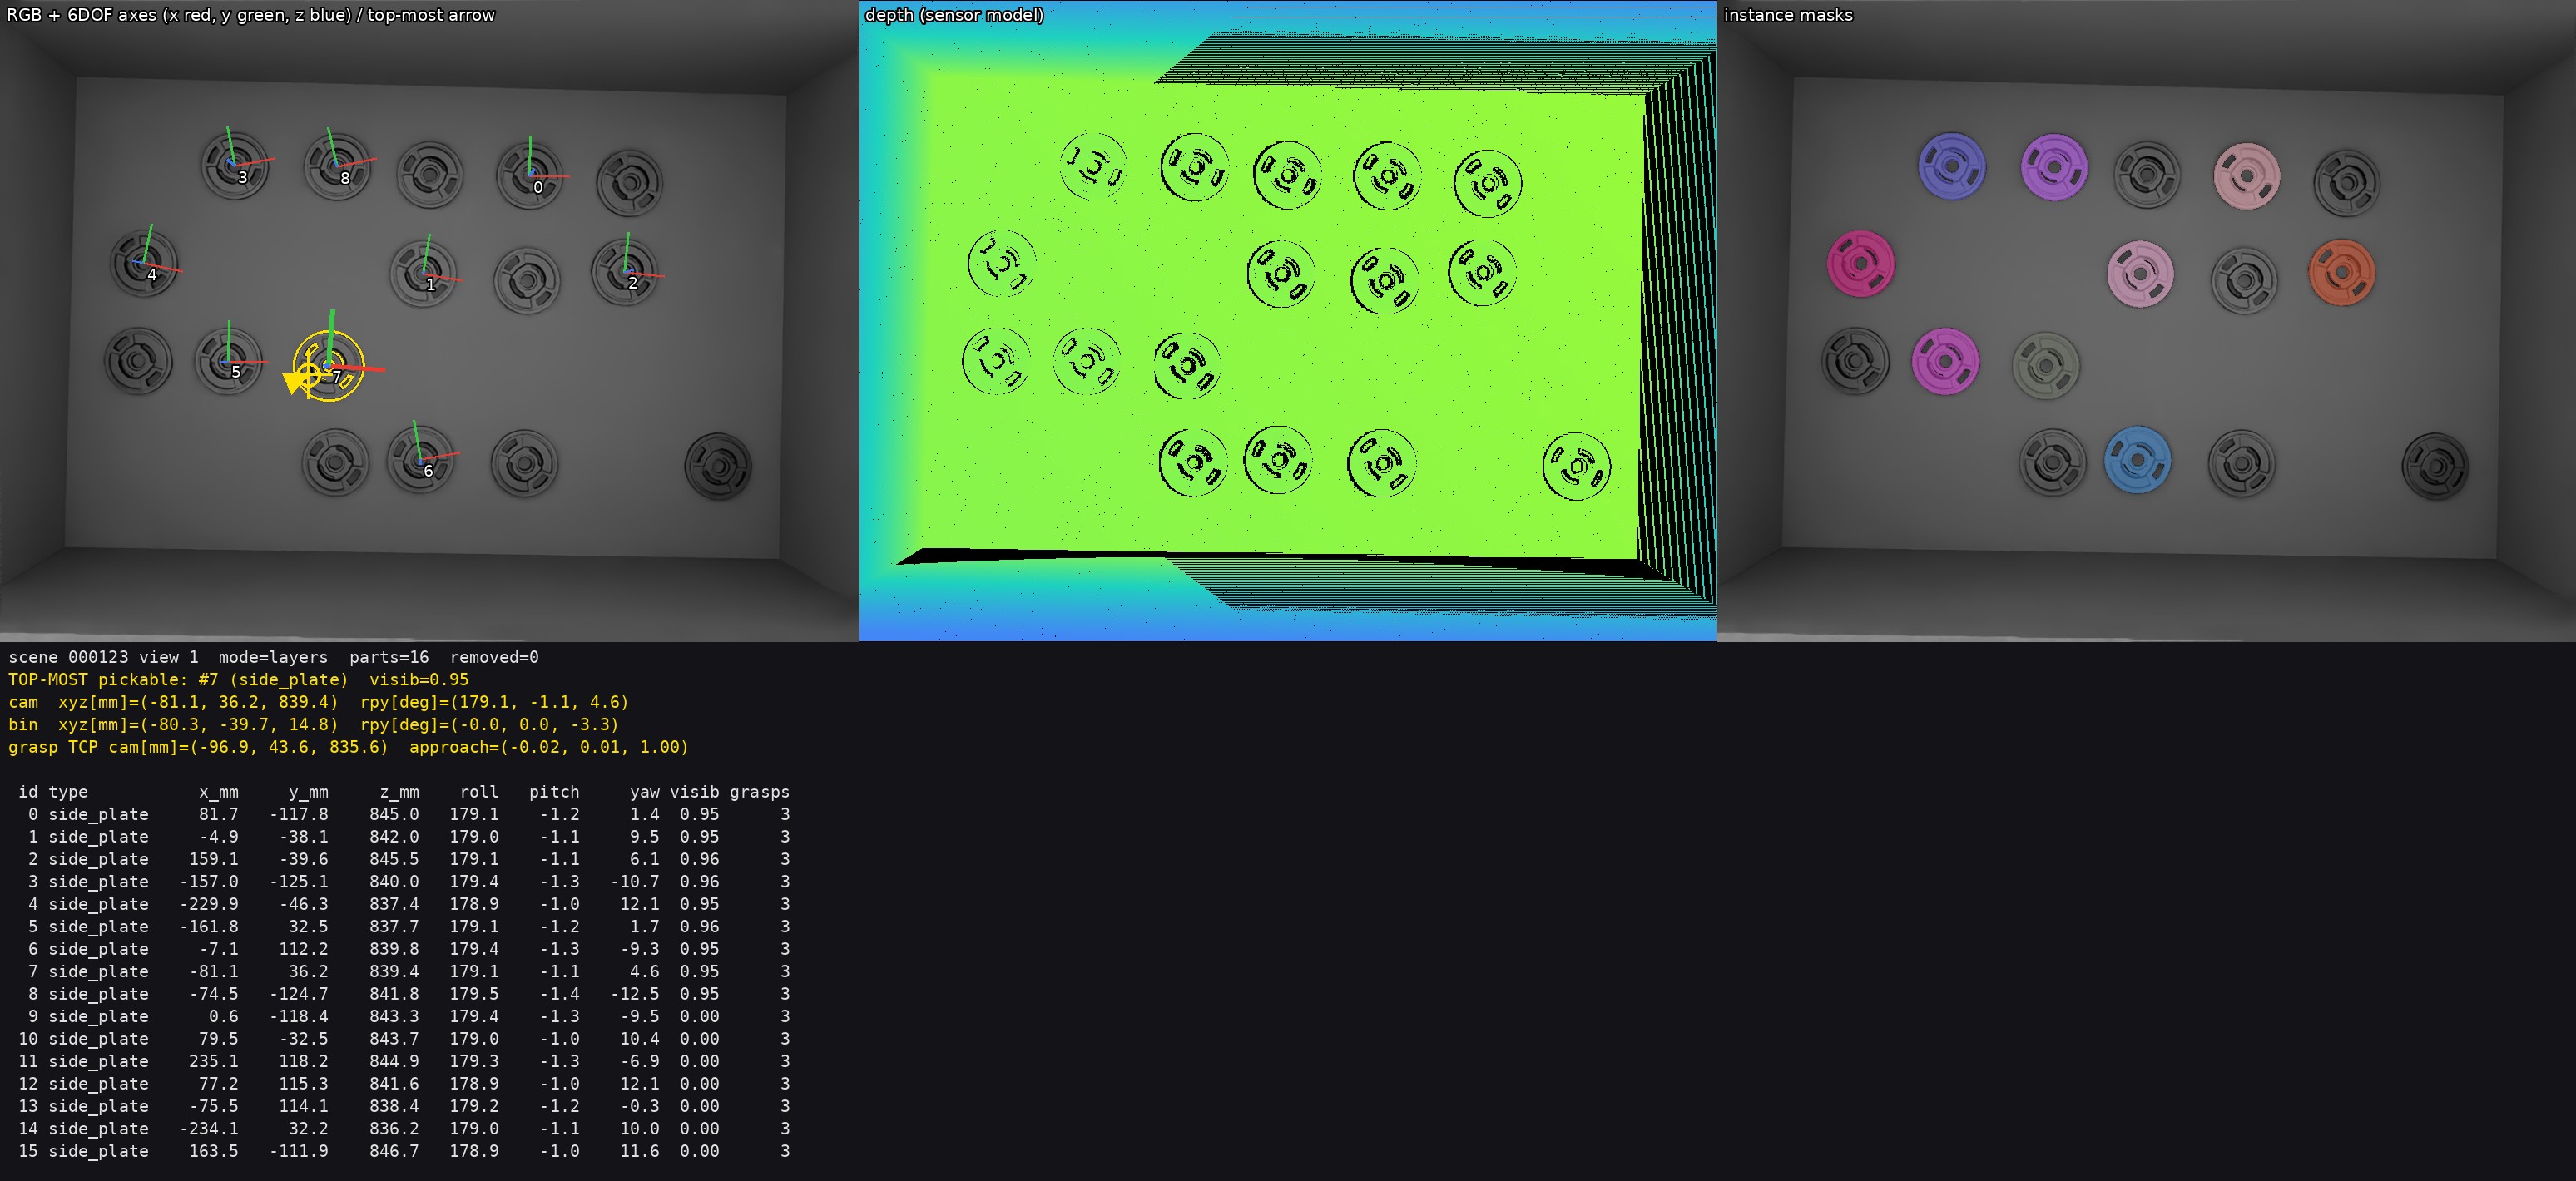 RGB + 6DOF axes (x red, y green, z blue) / top-most arrow
depth (sensor model)
instance masks
3
8
0
4
1
2
5
7
6
scene 000123 view 1 mode=layers parts=16 removed=0
TOP-MOST pickable: #7 (side_plate) visib=0.95
cam xyz[mm]=(-81.1, 36.2, 839.4) rpy[deg]=(179.1, -1.1, 4.6)
bin xyz[mm]=(-80.3, -39.7, 14.8) rpy[deg]=(-0.0, 0.0, -3.3)
grasp TCP cam[mm]=(-96.9, 43.6, 835.6) approach=(-0.02, 0.01, 1.00)
id type x_mm y_mm z_mm roll pitch yaw visib grasps
0 side_plate 81.7 -117.8 845.0 179.1 -1.2 1.4 0.95 3
1 side_plate -4.9 -38.1 842.0 179.0 -1.1 9.5 0.95 3
2 side_plate 159.1 -39.6 845.5 179.1 -1.1 6.1 0.96 3
3 side_plate -157.0 -125.1 840.0 179.4 -1.3 -10.7 0.96 3
4 side_plate -229.9 -46.3 837.4 178.9 -1.0 12.1 0.95 3
5 side_plate -161.8 32.5 837.7 179.1 -1.2 1.7 0.96 3
6 side_plate -7.1 112.2 839.8 179.4 -1.3 -9.3 0.95 3
7 side_plate -81.1 36.2 839.4 179.1 -1.1 4.6 0.95 3
8 side_plate -74.5 -124.7 841.8 179.5 -1.4 -12.5 0.95 3
9 side_plate 0.6 -118.4 843.3 179.4 -1.3 -9.5 0.00 3
10 side_plate 79.5 -32.5 843.7 179.0 -1.0 10.4 0.00 3
11 side_plate 235.1 118.2 844.9 179.3 -1.3 -6.9 0.00 3
12 side_plate 77.2 115.3 841.6 178.9 -1.0 12.1 0.00 3
13 side_plate -75.5 114.1 838.4 179.2 -1.2 -0.3 0.00 3
14 side_plate -234.1 32.2 836.2 179.0 -1.1 10.0 0.00 3
15 side_plate 163.5 -111.9 846.7 178.9 -1.0 11.6 0.00 3